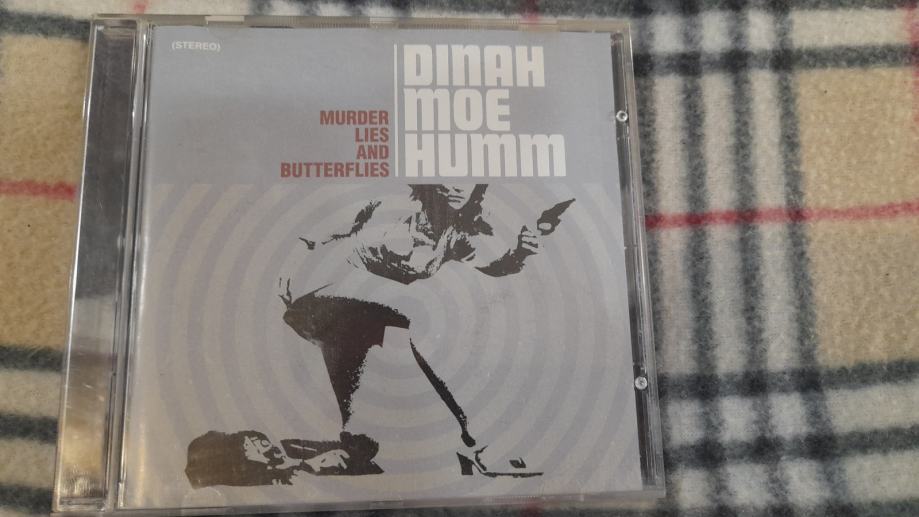 (STEREO)
DINAH
MOE
HUMM
MURDER
LIES
AND
BUTTERFLIES